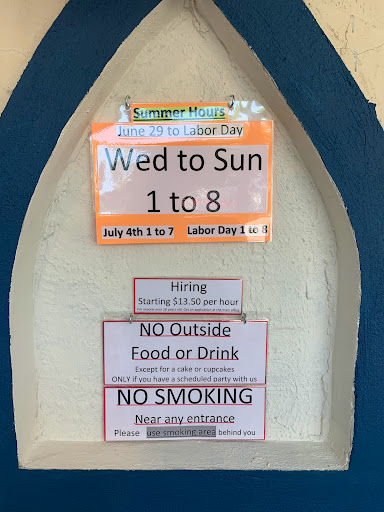 Summer Hours
June 29 to Labor Day
Wed to Sun
1 to 8
July 4th 1 to 7 Labor Day 1 to 8
Hiring
Starting $13.50 per hour
NO Outside
Food or Drink
Except for a cake or cupcakes
ONLY if you have a scheduled party with us
NO SMOKING
Near any entrance
Please use smoking area behind you